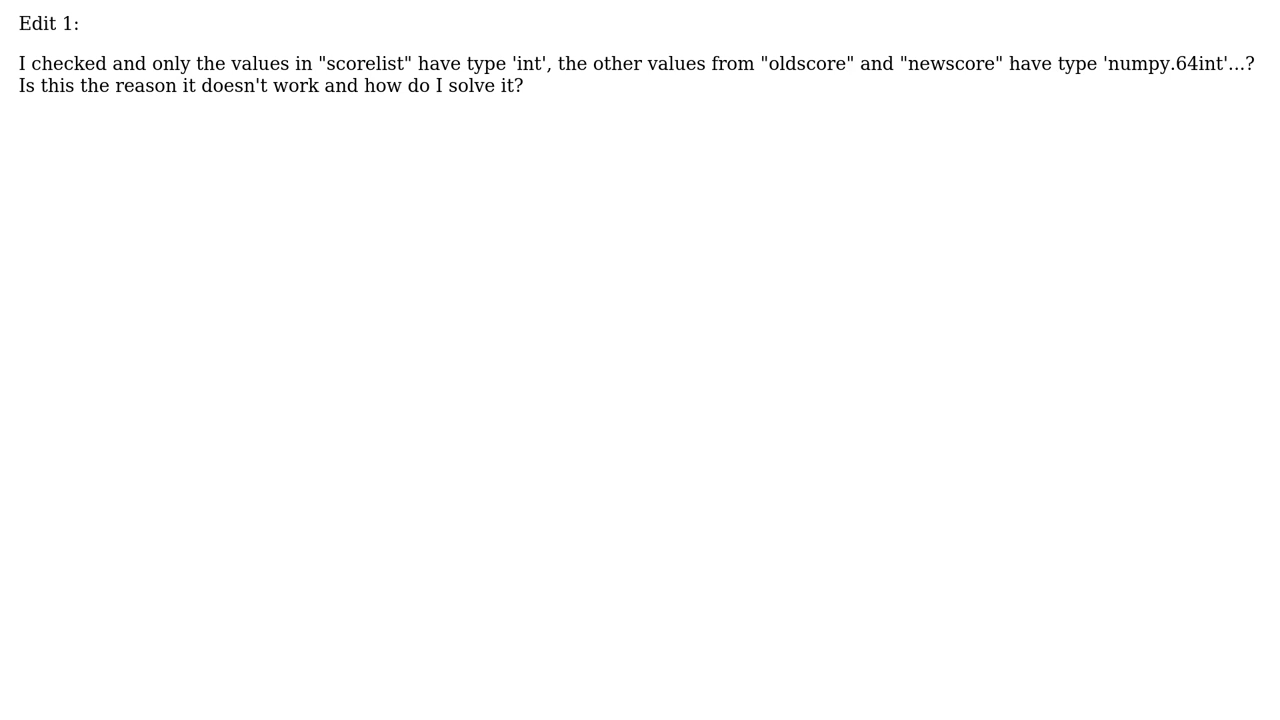 Edit 1:
I checked and only the values in "scorelist" have type 'int', the other values from "oldscore" and "newscore" have type 'numpy.64int'...?
Is this the reason it doesn't work and how do I solve it?